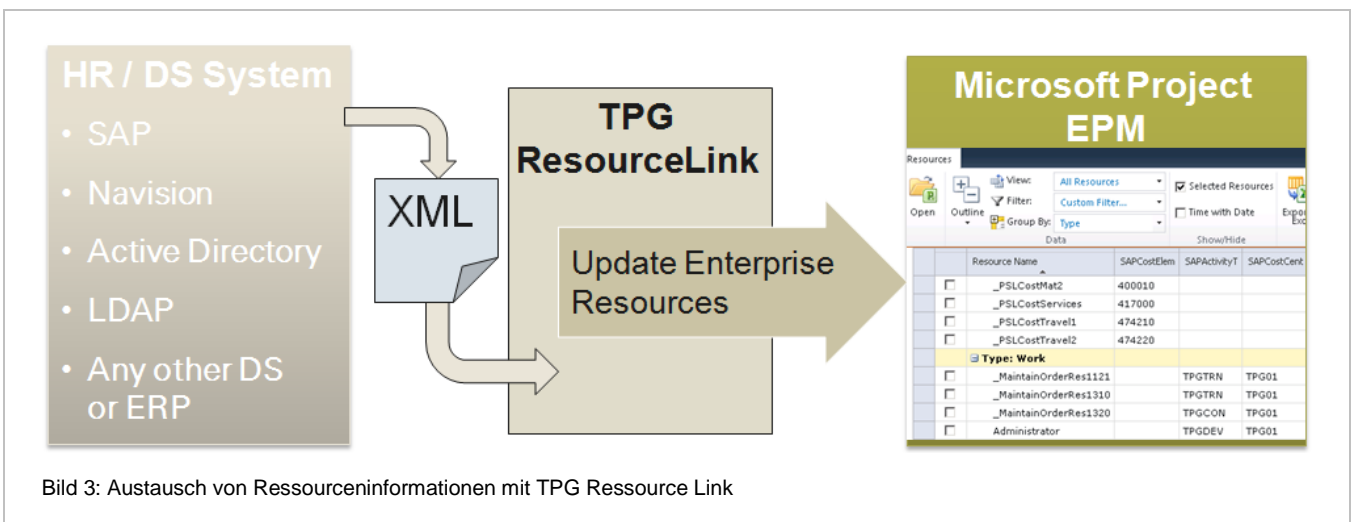 HR / DS System
• SAP
• Navision
• Active Directory
• LDAP
• Any other DS
or ERP
XML
TPG
ResourceLink
Update Enterprise
Resources
Microsoft Project
EPM
Resources
Open
Outline
View: All Resources
Filter: Custom Filter...
Group By: Type
Data
Selected Resources
Time with Date
Show/Hide
Resource Name SAPCostElem SAPActivityT SAPCostCent
_PSLCostMat2 400010
_PSLCostServices 417000
_PSLCostTravel1 474210
_PSLCostTravel2 474220
Type: Work
_MaintainOrderRes1121 TPGTRN TPG01
_MaintainOrderRes1310 TPGTRN TPG01
_MaintainOrderRes1320 TPGCON TPG01
Administrator TPGDEV TPG01
Bild 3: Austausch von Ressourceninformationen mit TPG Ressource Link